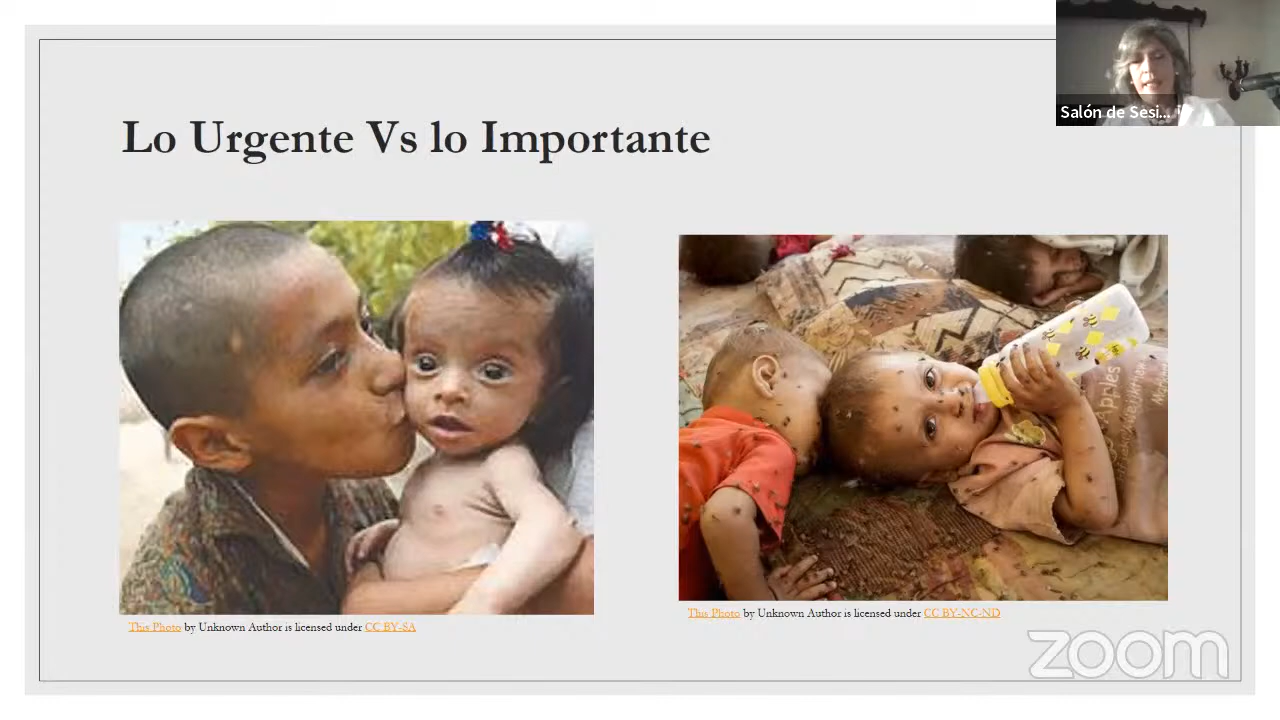 Salón de Sesi...
Lo Urgente Vs lo Importante
Apples
This Photo by Unknown Author is licensed under CC BY-SA
This Photo by Unknown Author is licensed under CC BY-NC-ND
zoom